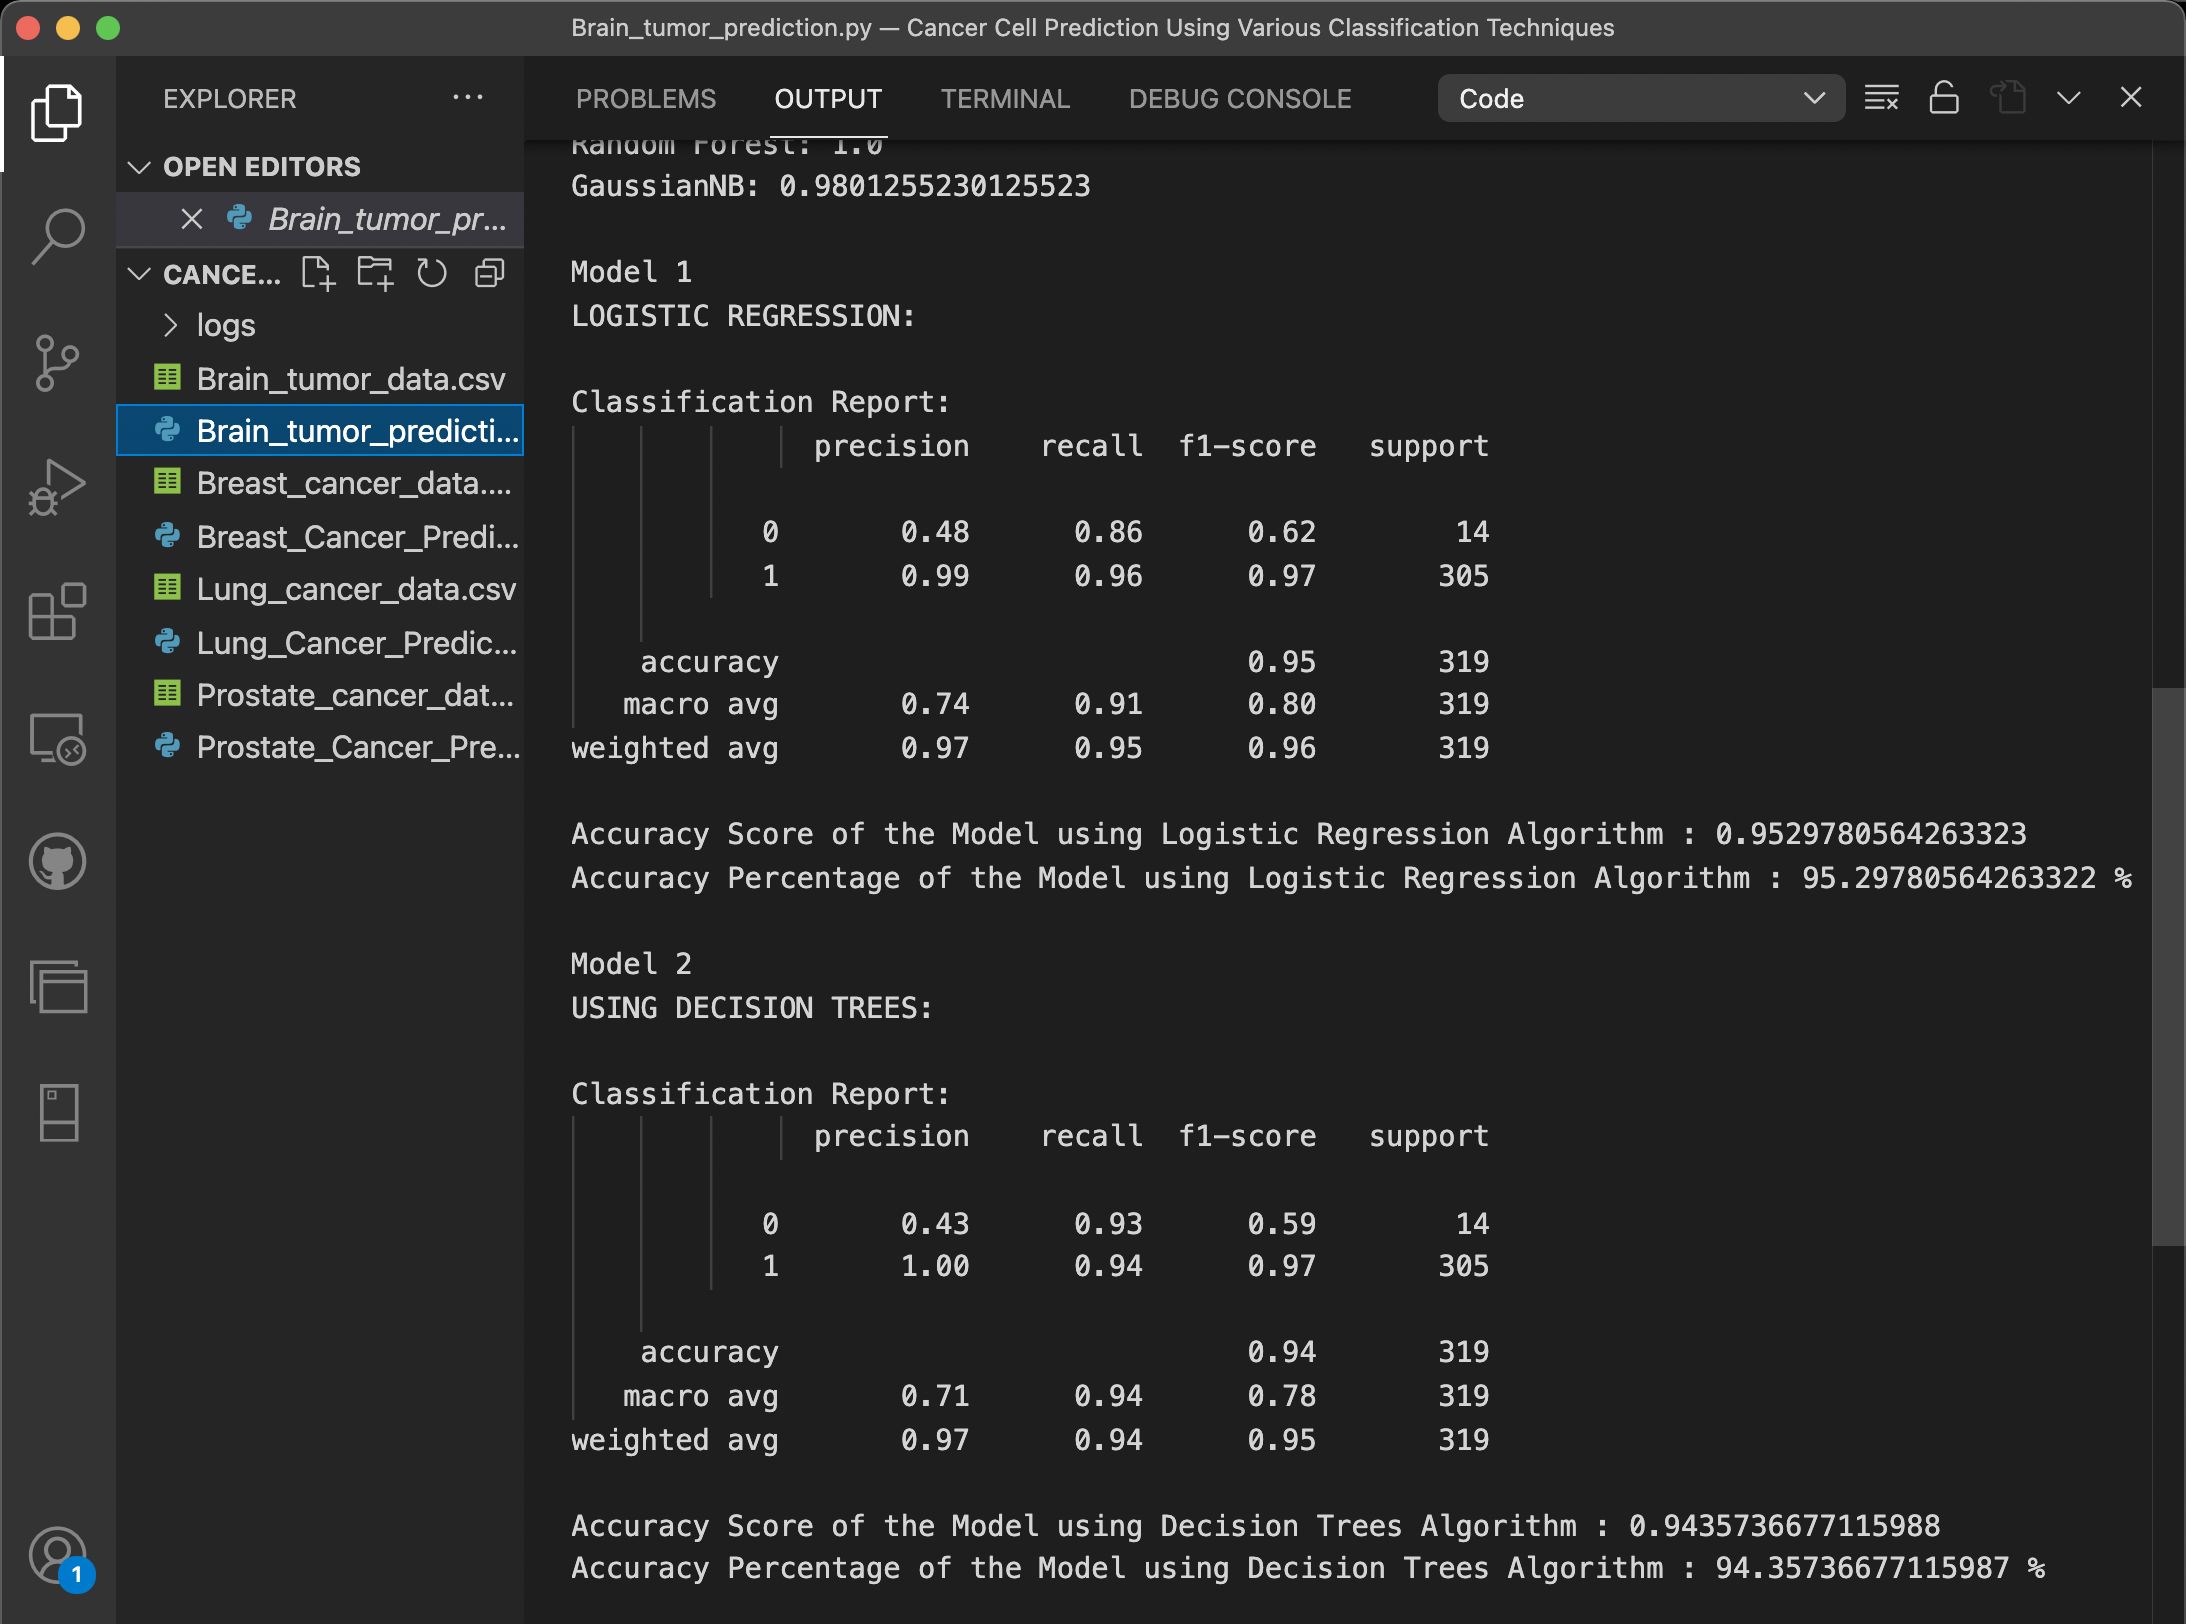 Brain_tumor_prediction.py — Cancer Cell Prediction Using Various Classification Techniques
EXPLORER
OPEN EDITORS
Brain_tumor_pr...
CANCE...
logs
Brain_tumor_data.csv
Brain_tumor_predicti...
Breast_cancer_data....
Breast_Cancer_Predi...
Lung_cancer_data.csv
Lung_Cancer_Predic...
Prostate_cancer_dat...
Prostate_Cancer_Pre...
1
PROBLEMS OUTPUT TERMINAL DEBUG CONSOLE Code
Random Forest: 1.0
GaussianNB: 0.9801255230125523
Model 1
LOGISTIC REGRESSION:
Classification Report:
precision recall f1-score support
0 0.48 0.86 0.62 14
1 0.99 0.96 0.97 305
accuracy 0.95 319
macro avg 0.74 0.91 0.80 319
weighted avg 0.97 0.95 0.96 319
Accuracy Score of the Model using Logistic Regression Algorithm : 0.9529780564263323
Accuracy Percentage of the Model using Logistic Regression Algorithm : 95.29780564263322 %
Model 2
USING DECISION TREES:
Classification Report:
precision recall f1-score support
0 0.43 0.93 0.59 14
1 1.00 0.94 0.97 305
accuracy 0.94 319
macro avg 0.71 0.94 0.78 319
weighted avg 0.97 0.94 0.95 319
Accuracy Score of the Model using Decision Trees Algorithm : 0.9435736677115988
Accuracy Percentage of the Model using Decision Trees Algorithm : 94.35736677115987 %